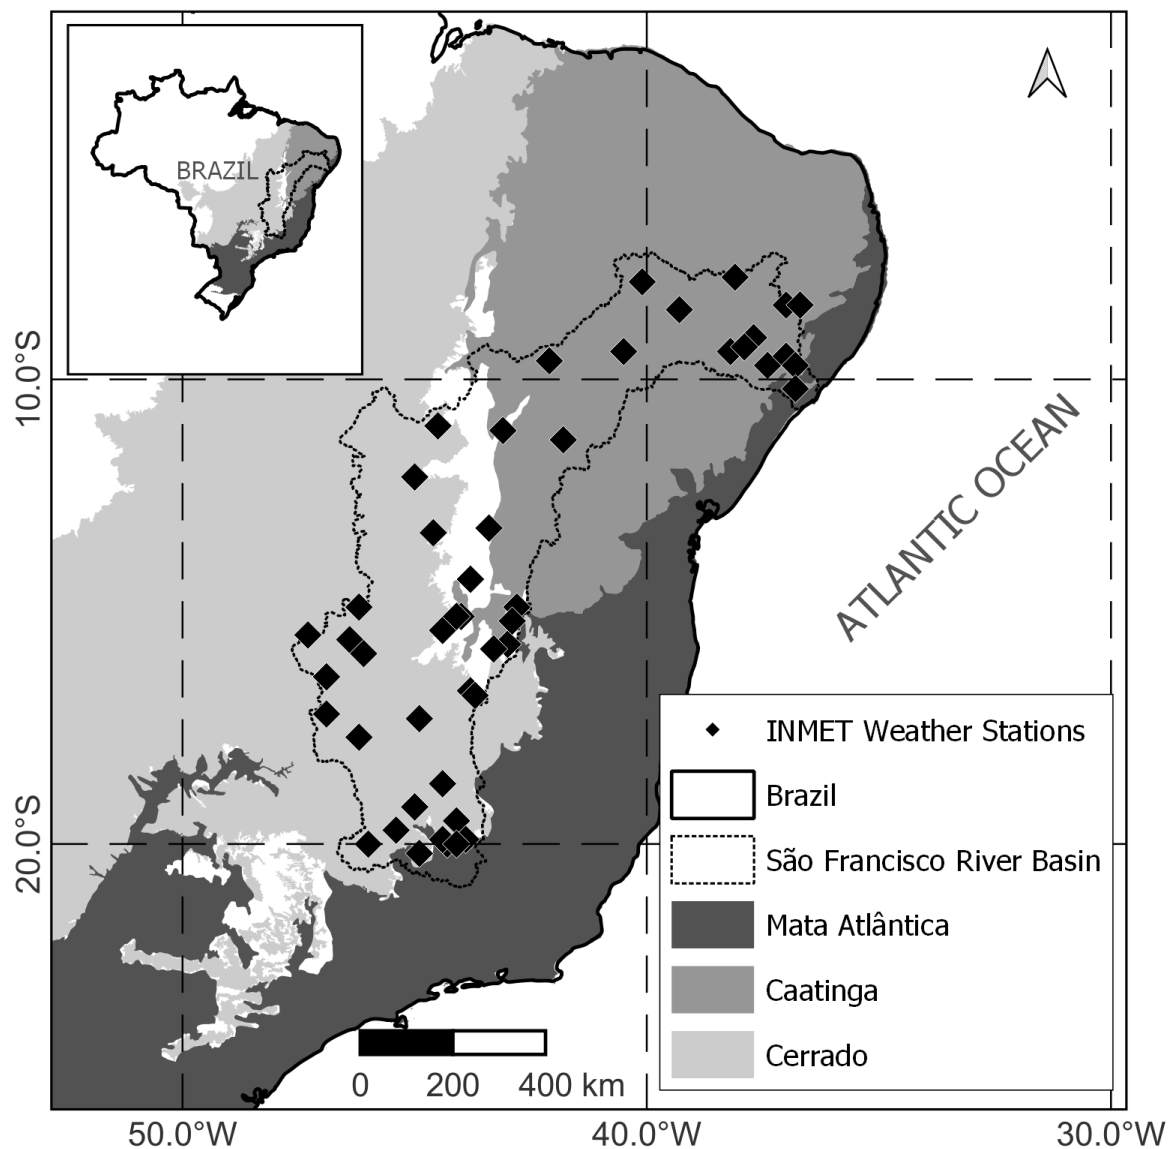 BRAZIL
10.0°S
ATLANTIC OCEAN
INMET Weather Stations
Brazil
São Francisco River Basin
20.0°S
Mata Atlântica
Caatinga
Cerrado
0 200 400 km
50.0°W 40.0°W 30.0°W